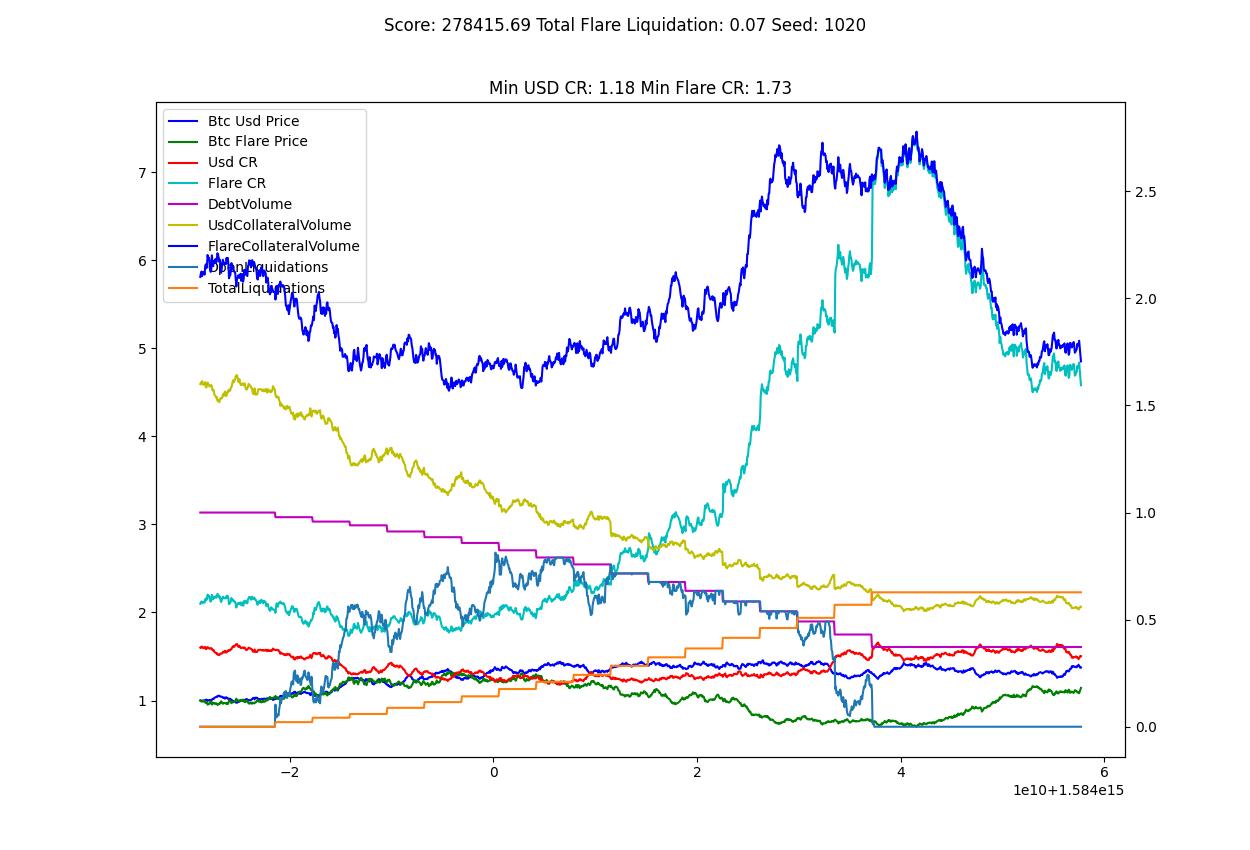 Score: 278415.69 Total Flare Liquidation: 0.07 Seed: 1020
Min USD CR: 1.18 Min Flare CR: 1.73
Btc Usd Price
Btc Flare Price
Usd CR
Flare CR
DebtVolume
UsdCollateralVolume
FlareCollateralVolume
OpenLiquidations
TotalLiquidations
7
6
5
4
3
2
1
2.5
2.0
1.5
1.0
0.5
0.0
−2
0
2
4
6
1e10+1.584e15